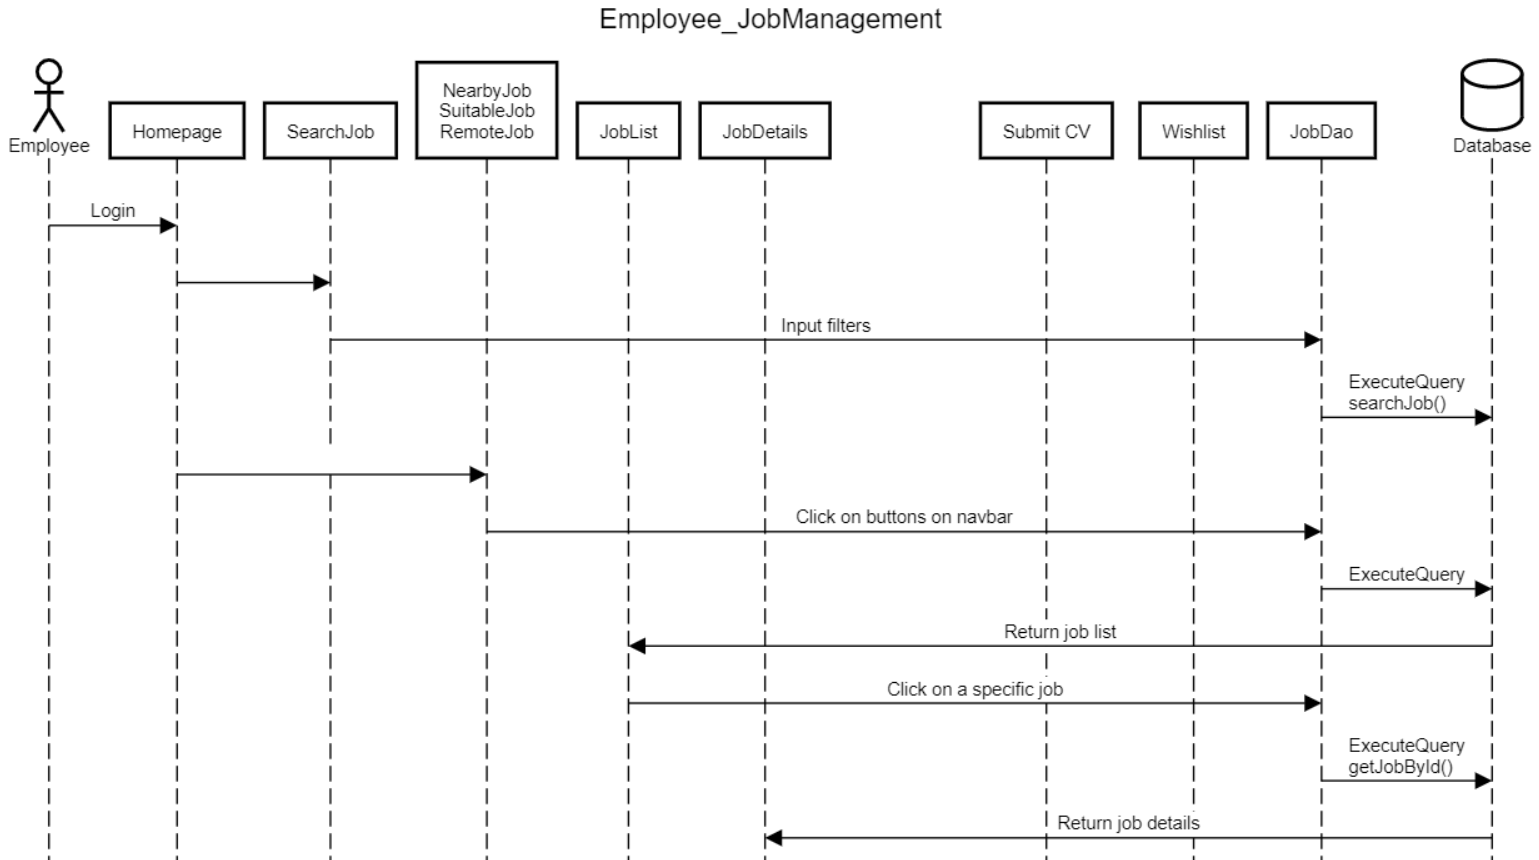 Employee_JobManagement
Employee
Homepage
SearchJob
NearbyJob
SuitableJob
RemoteJob
JobList
JobDetails
Submit CV
Wishlist
JobDao
Database
Login
Input filters
ExecuteQuery
searchJob()
Click on buttons on navbar
ExecuteQuery
Return job list
Click on a specific job
ExecuteQuery
getJobById()
Return job details